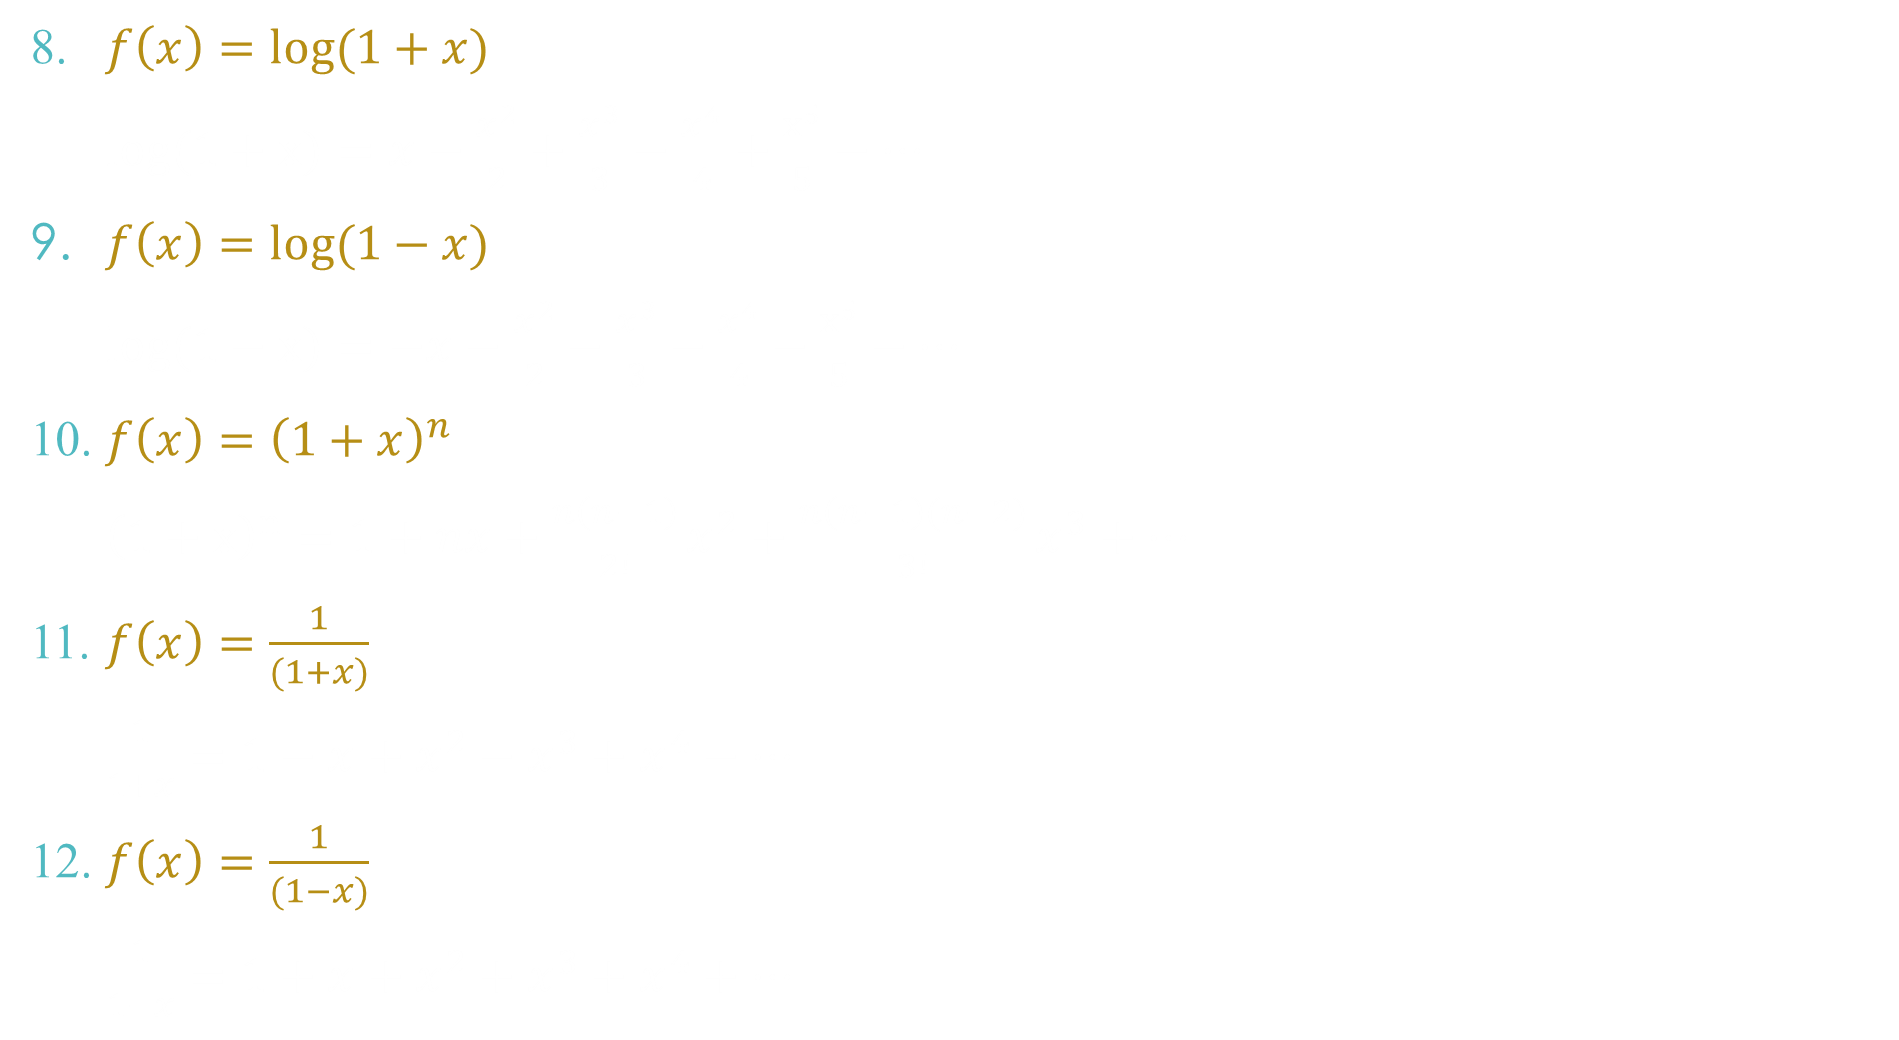 8. f(x) = log(1 + x)
9. f(x) = log(1 − x)
10. f(x) = (1 + x)ⁿ
11. f(x) = 1/(1+x)
12. f(x) = 1/(1−x)